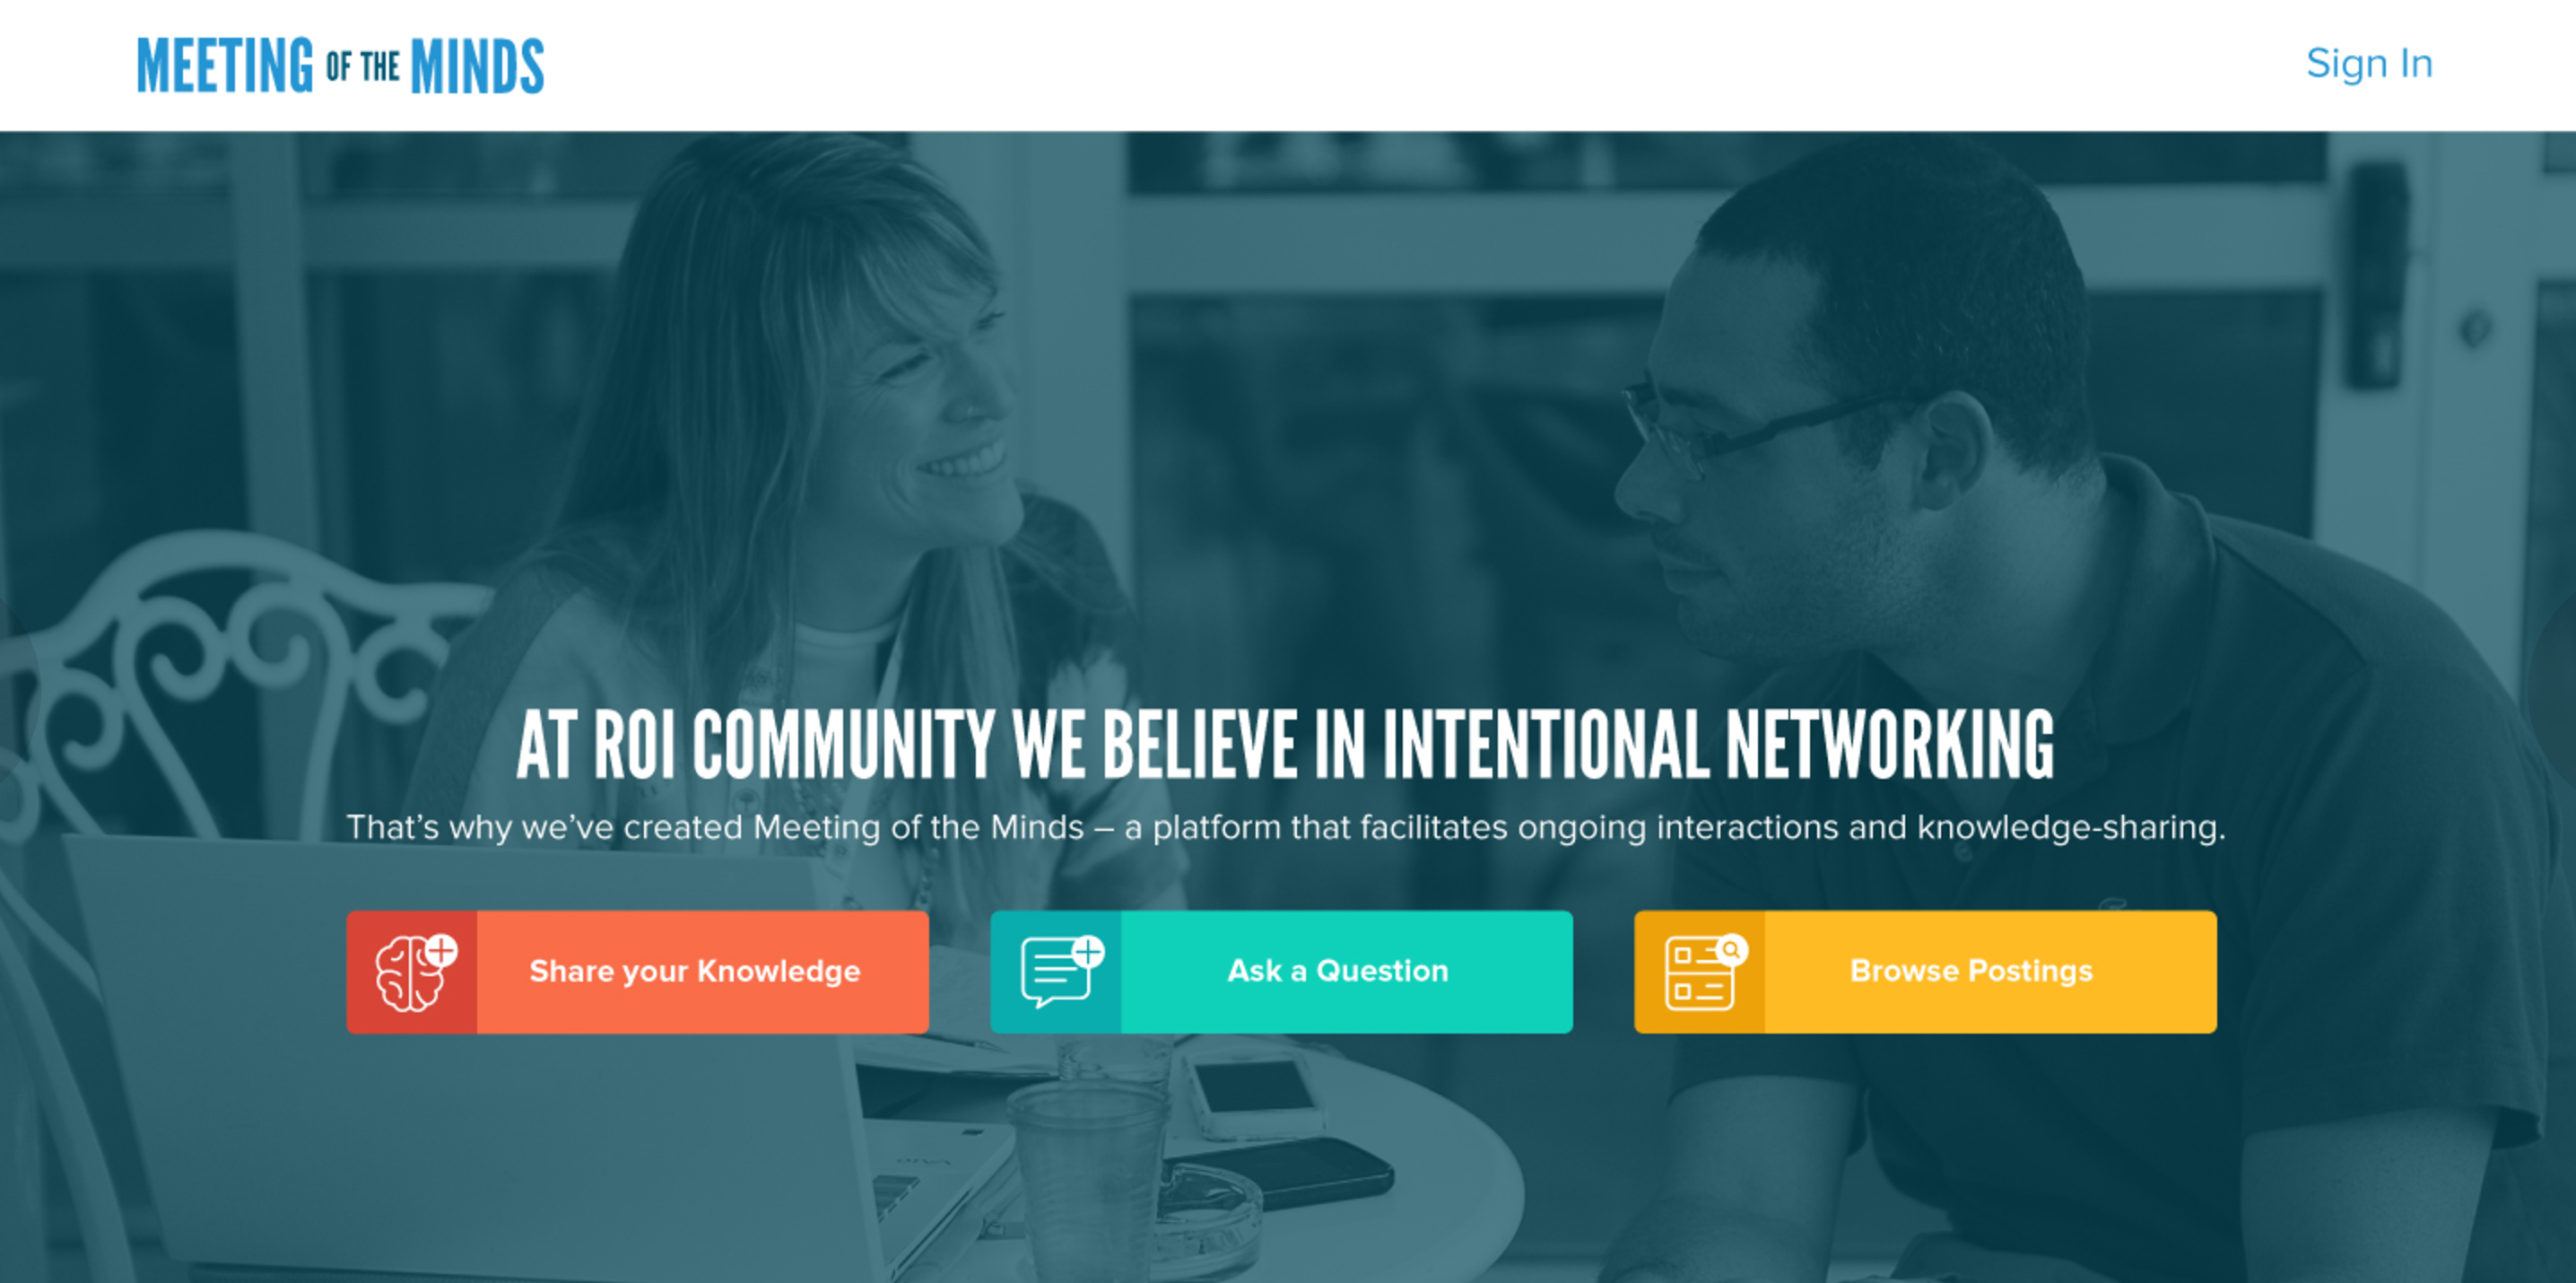 MEETING OF THE MINDS
Sign In
AT ROI COMMUNITY WE BELIEVE IN INTENTIONAL NETWORKING
That’s why we’ve created Meeting of the Minds – a platform that facilitates ongoing interactions and knowledge-sharing.
Share your Knowledge
Ask a Question
Browse Postings